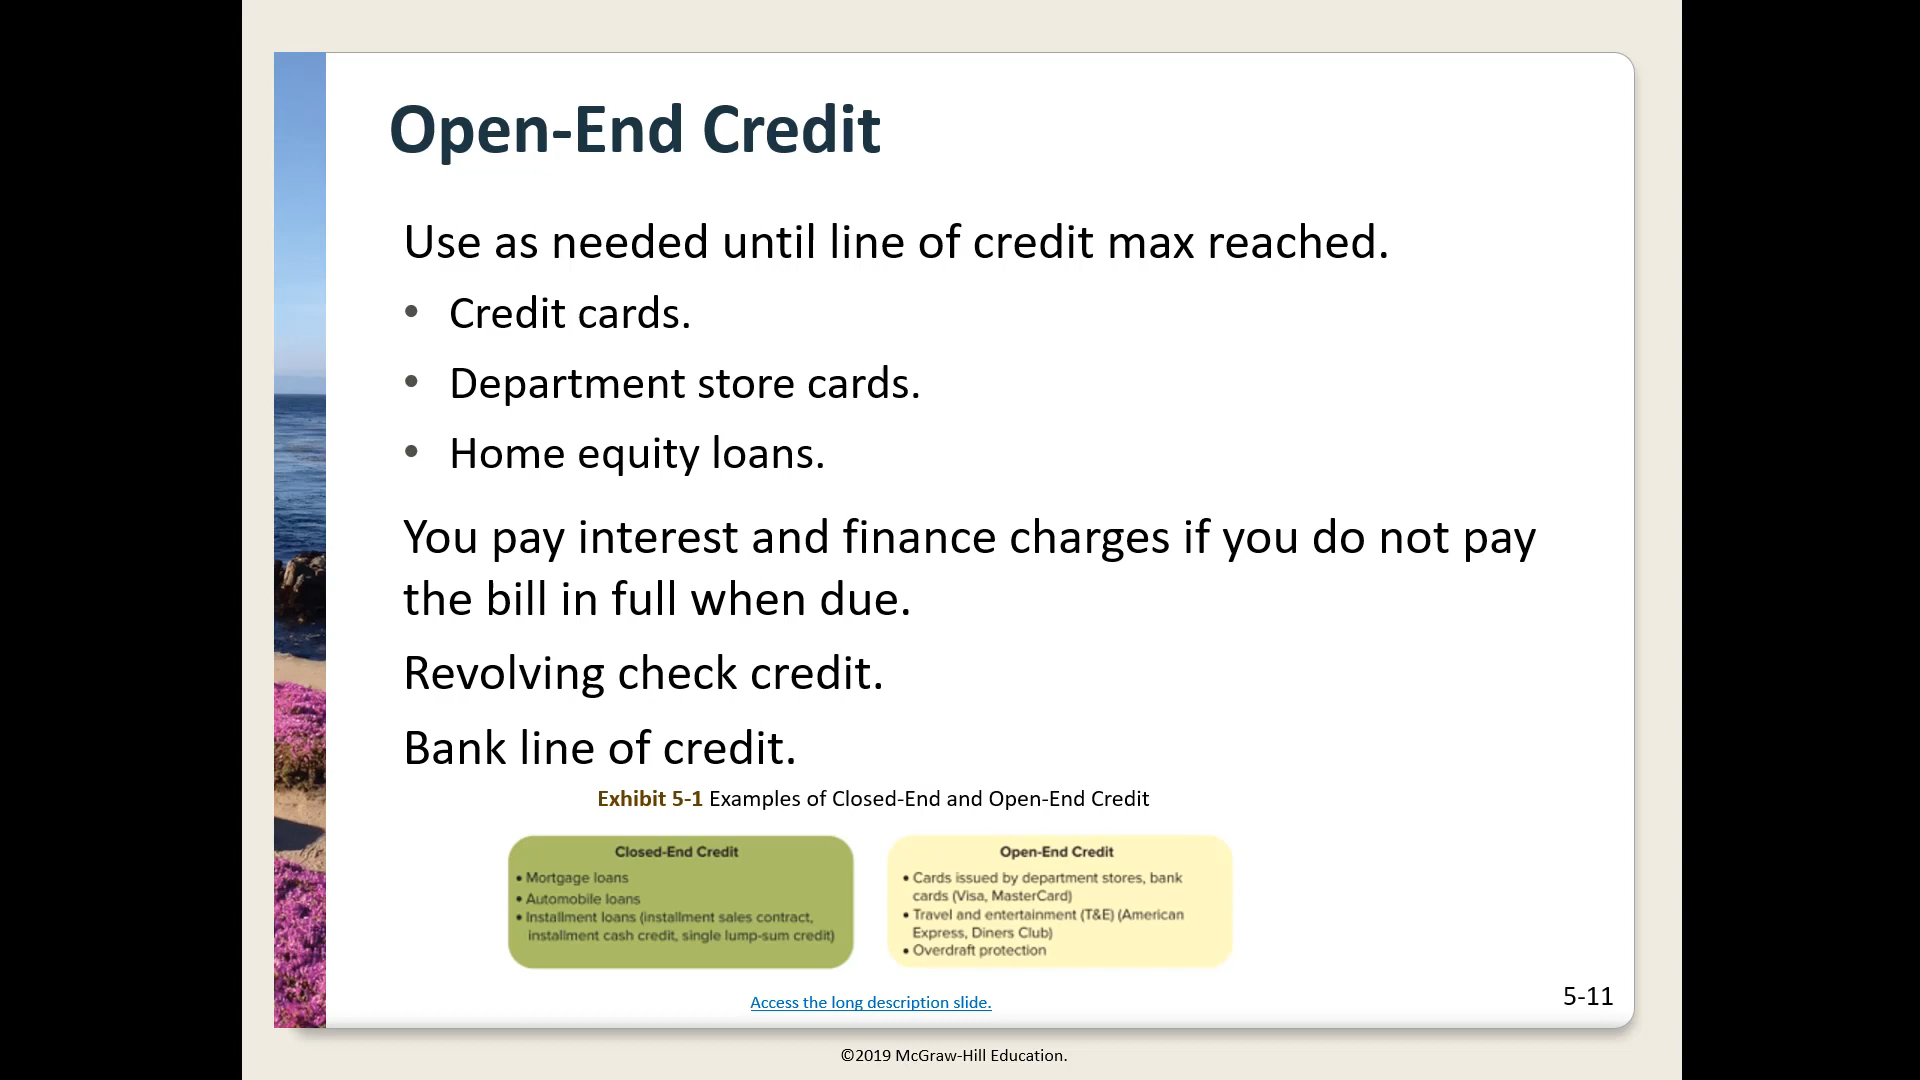 Open-End Credit
Use as needed until line of credit max reached.
• Credit cards.
• Department store cards.
• Home equity loans.
You pay interest and finance charges if you do not pay
the bill in full when due.
Revolving check credit.
Bank line of credit.
Exhibit 5-1 Examples of Closed-End and Open-End Credit
Closed-End Credit
• Mortgage loans
• Automobile loans
• Installment loans (installment sales contract,
installment cash credit, single lump-sum credit)
Open-End Credit
• Cards issued by department stores, bank
cards (Visa, MasterCard)
• Travel and entertainment (T&E) (American
Express, Diners Club)
• Overdraft protection
Access the long description slide.
5-11
©2019 McGraw-Hill Education.